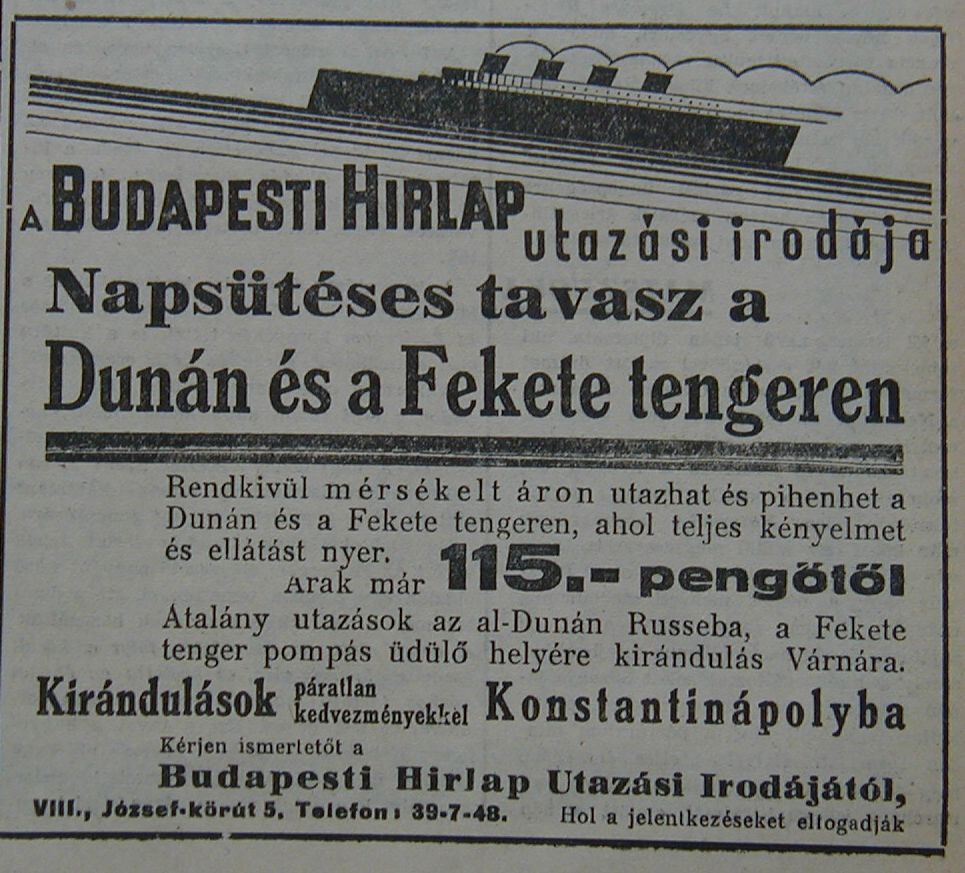 A BUDAPESTI HIRLAP
utazási irodája
Napsütéses tavasz a
Dunán és a Fekete tengeren
Rendkivül mérsékelt áron utazhat és pihenhet a
Dunán és a Fekete tengeren, ahol teljes kényelmet
és ellátást nyer.
Arak már 115.- pengőtől
Atalány utazások az al-Dunán Russeba, a Fekete
tenger pompás üdülő helyére kirándulás Várnára.
Kirándulások páratlan kedvezményekkel Konstantinápolyba
Kérjen ismertetőt a
Budapesti Hirlap Utazási Irodájától,
VIII., József-körút 5. Telefon: 39-7-48. Hol a jelentkezéseket elfogadják